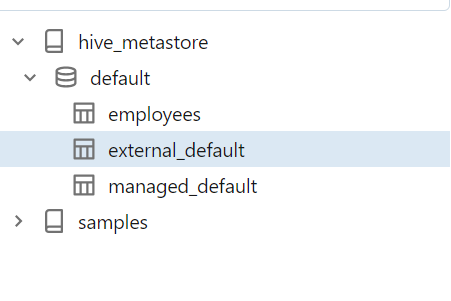 hive_metastore
default
employees
external_default
managed_default
samples